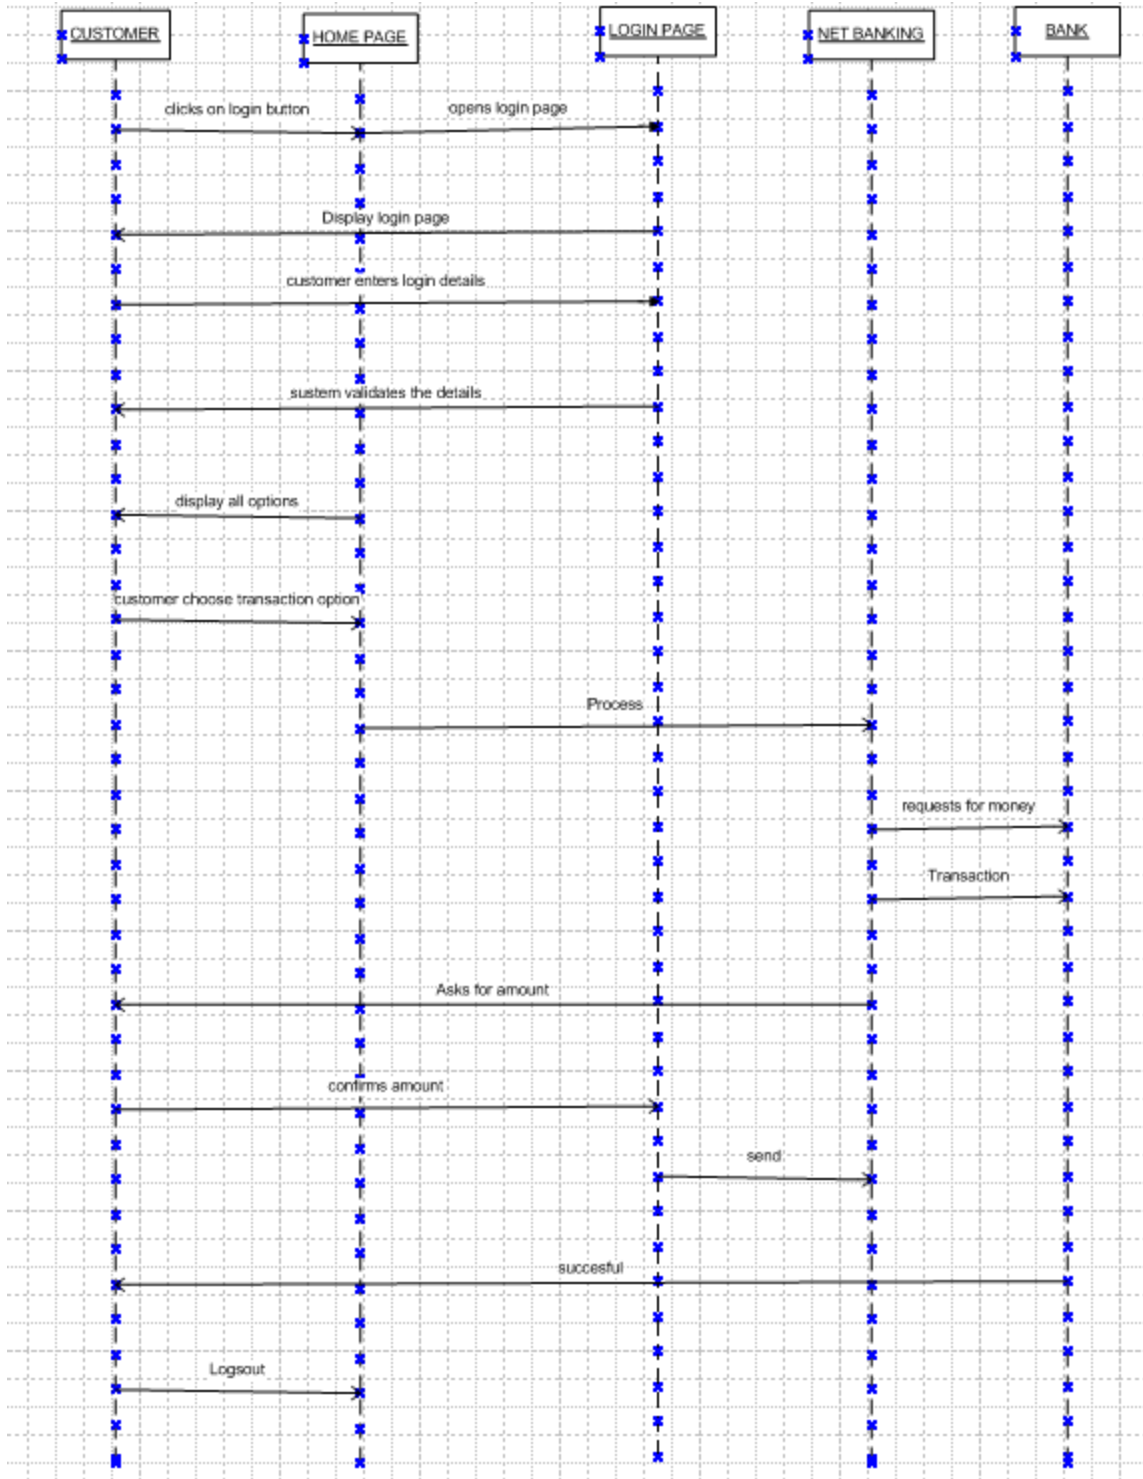 CUSTOMER
HOME PAGE
LOGIN PAGE
NET BANKING
BANK
clicks on login button
opens login page
Display login page
customer enters login details
sustem validates the details
display all options
customer choose transaction option
Process
requests for money
Transaction
Asks for amount
confirms amount
send
succesful
Logsout